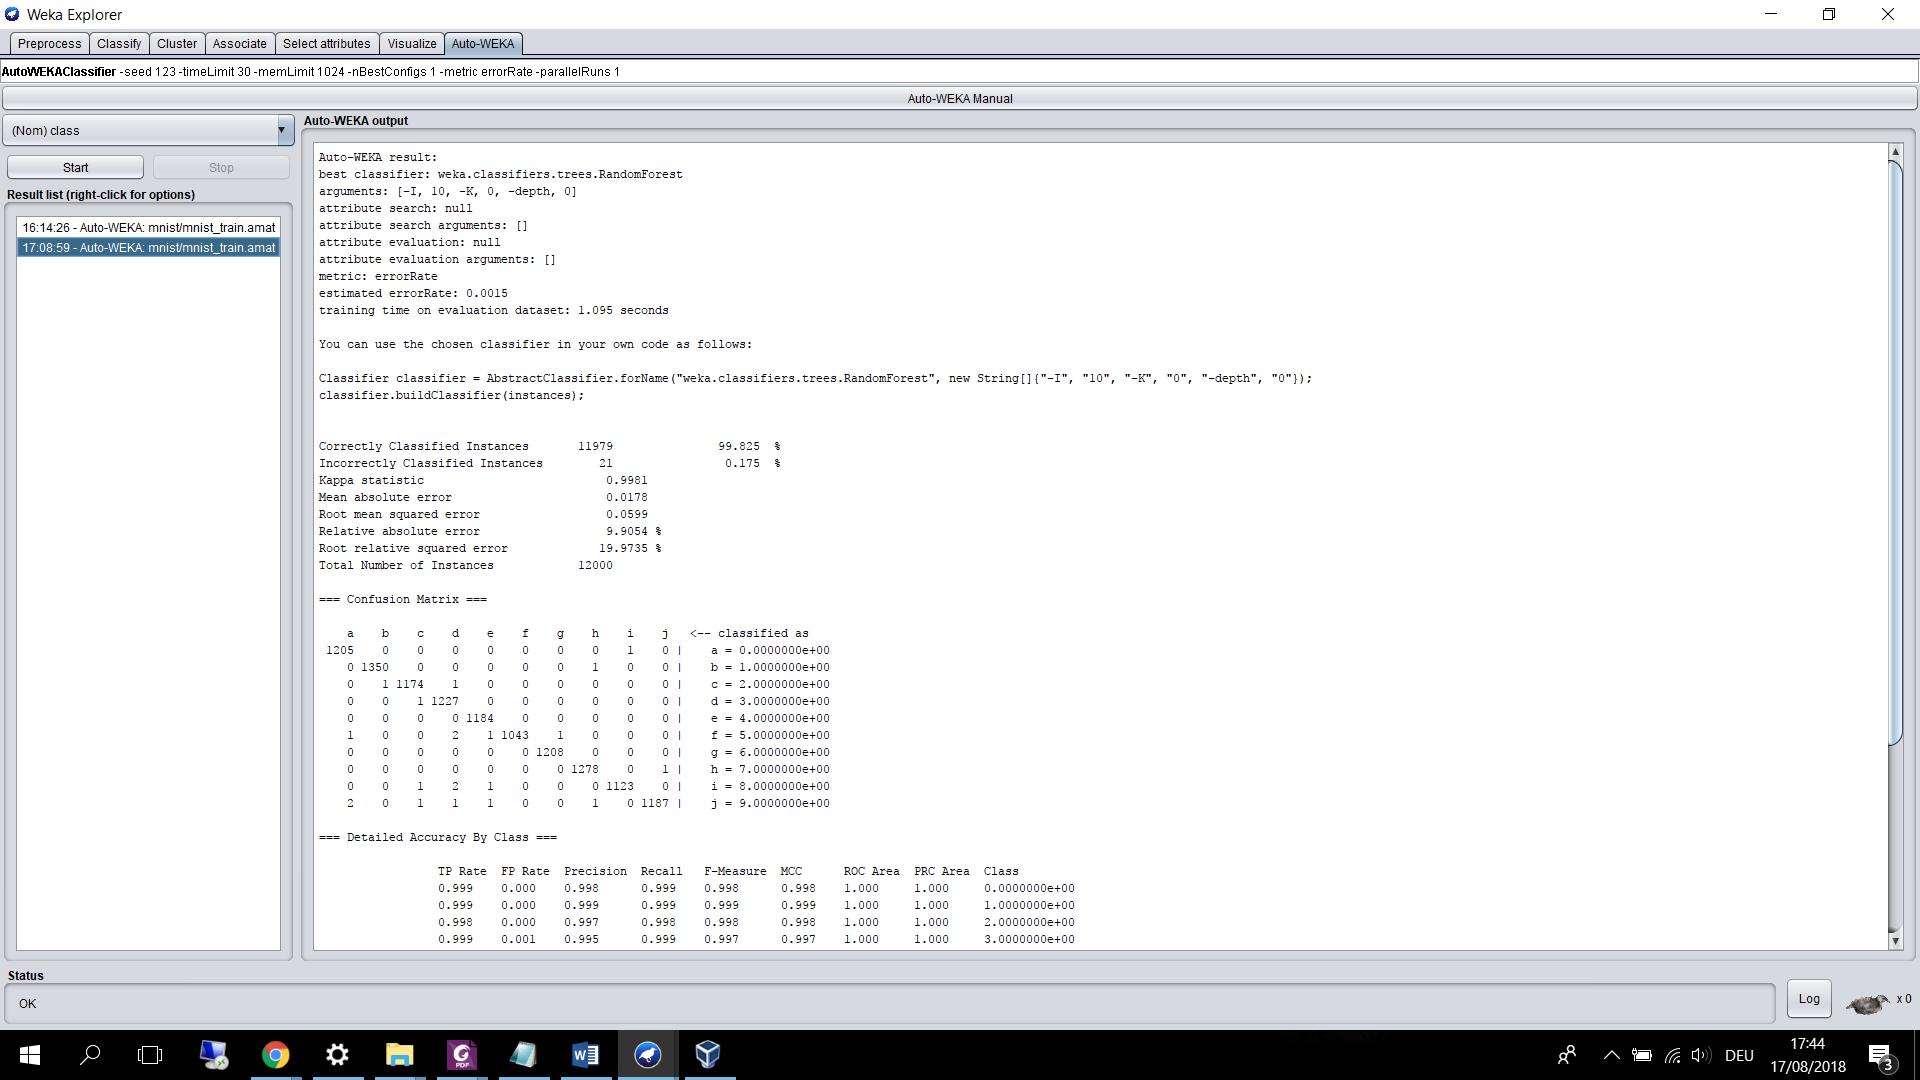 Weka Explorer
Preprocess Classify Cluster Associate Select attributes Visualize Auto-WEKA
AutoWEKAClassifier -seed 123 -timeLimit 30 -memLimit 1024 -nBestConfigs 1 -metric errorRate -parallelRuns 1
Auto-WEKA Manual
(Nom) class
Start Stop
Result list (right-click for options)
16:14:26 - Auto-WEKA: mnist/mnist_train.amat
17:08:59 - Auto-WEKA: mnist/mnist_train.amat
Auto-WEKA output
Auto-WEKA result:
best classifier: weka.classifiers.trees.RandomForest
arguments: [-I, 10, -K, 0, -depth, 0]
attribute search: null
attribute search arguments: []
attribute evaluation: null
attribute evaluation arguments: []
metric: errorRate
estimated errorRate: 0.0015
training time on evaluation dataset: 1.095 seconds
You can use the chosen classifier in your own code as follows:
Classifier classifier = AbstractClassifier.forName("weka.classifiers.trees.RandomForest", new String[]{"-I", "10", "-K", "0", "-depth", "0"});
classifier.buildClassifier(instances);
Correctly Classified Instances 11979 99.825 %
Incorrectly Classified Instances 21 0.175 %
Kappa statistic 0.9981
Mean absolute error 0.0178
Root mean squared error 0.0599
Relative absolute error 9.9054 %
Root relative squared error 19.9735 %
Total Number of Instances 12000
=== Confusion Matrix ===
a b c d e f g h i j <-- classified as
1205 0 0 0 0 0 0 0 1 0 | a = 0.0000000e+00
0 1350 0 0 0 0 0 1 0 0 | b = 1.0000000e+00
0 1 1174 1 0 0 0 0 0 0 | c = 2.0000000e+00
0 0 1 1227 0 0 0 0 0 0 | d = 3.0000000e+00
0 0 0 0 1184 0 0 0 0 0 | e = 4.0000000e+00
1 0 0 2 1 1043 1 0 0 0 | f = 5.0000000e+00
0 0 0 0 0 0 1208 0 0 0 | g = 6.0000000e+00
0 0 0 0 0 0 0 1278 0 1 | h = 7.0000000e+00
0 0 1 2 1 0 0 0 1123 0 | i = 8.0000000e+00
2 0 1 1 1 0 0 1 0 1187 | j = 9.0000000e+00
=== Detailed Accuracy By Class ===
TP Rate FP Rate Precision Recall F-Measure MCC ROC Area PRC Area Class
0.999 0.000 0.998 0.999 0.998 0.998 1.000 1.000 0.0000000e+00
0.999 0.000 0.999 0.999 0.999 0.999 1.000 1.000 1.0000000e+00
0.998 0.000 0.997 0.998 0.998 0.998 1.000 1.000 2.0000000e+00
0.999 0.001 0.995 0.999 0.997 0.997 1.000 1.000 3.0000000e+00
Status
OK
Log
x 0
DEU
17:44
17/08/2018
3
PDF